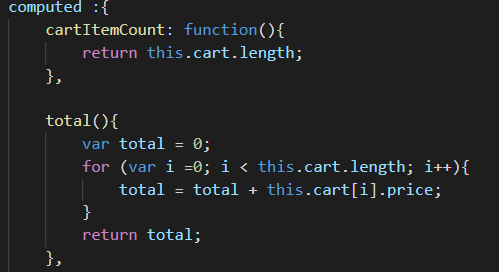 computed :{
    cartItemCount: function(){
        return this.cart.length;
    },

    total(){
        var total = 0;
        for (var i =0; i < this.cart.length; i++){
            total = total + this.cart[i].price;
        }
        return total;
    },